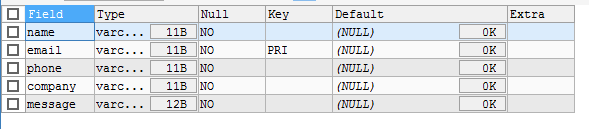 Field Type Null Key Default Extra
name varc... 11B NO (NULL) 0K
email varc... 11B NO PRI (NULL) 0K
phone varc... 11B NO (NULL) 0K
company varc... 11B NO (NULL) 0K
message varc... 12B NO (NULL) 0K